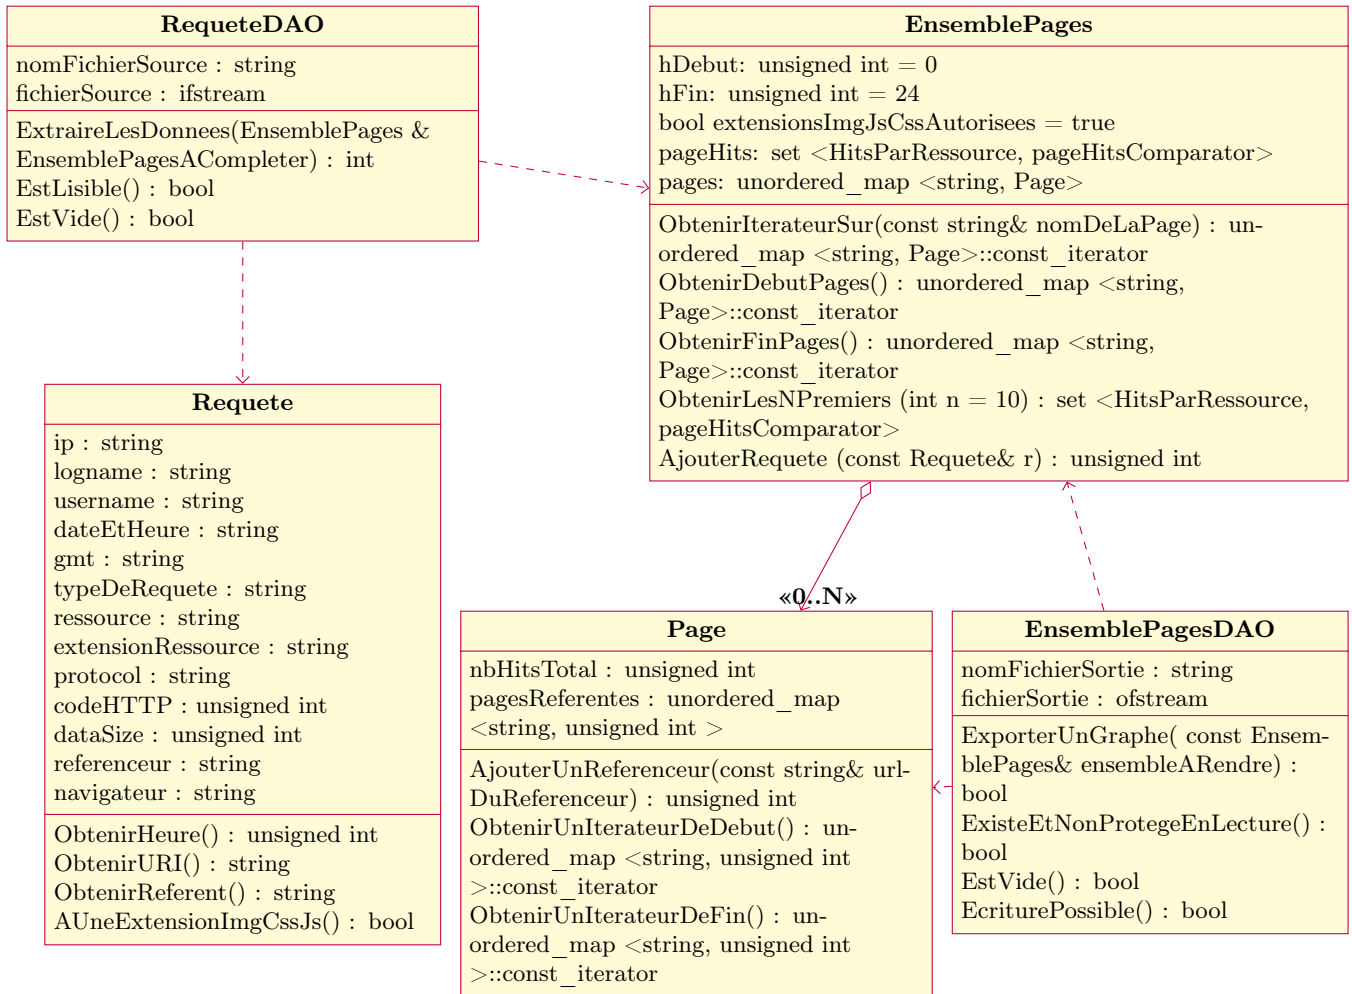 RequeteDAO
nomFichierSource : string
fichierSource : ifstream
ExtraireLesDonnees(EnsemblePages &
EnsemblePagesACompleter) : int
EstLisible() : bool
EstVide() : bool
EnsemblePages
hDebut: unsigned int = 0
hFin: unsigned int = 24
bool extensionsImgJsCssAutorisees = true
pageHits: set <HitsParRessource, pageHitsComparator>
pages: unordered_map <string, Page>
ObtenirIterateurSur(const string& nomDeLaPage) : un-
ordered_map <string, Page>::const_iterator
ObtenirDebutPages() : unordered_map <string,
Page>::const_iterator
ObtenirFinPages() : unordered_map <string,
Page>::const_iterator
ObtenirLesNPremiers (int n = 10) : set <HitsParRessource,
pageHitsComparator>
AjouterRequete (const Requete& r) : unsigned int
Requete
ip : string
logname : string
username : string
dateEtHeure : string
gmt : string
typeDeRequete : string
ressource : string
extensionRessource : string
protocol : string
codeHTTP : unsigned int
dataSize : unsigned int
referenceur : string
navigateur : string
ObtenirHeure() : unsigned int
ObtenirURI() : string
ObtenirReferent() : string
AUneExtensionImgCssJs() : bool
«0..N»
Page
nbHitsTotal : unsigned int
pagesReferentes : unordered_map
<string, unsigned int >
AjouterUnReferenceur(const string& url-
DuReferenceur) : unsigned int
ObtenirUnIterateurDeDebut() : un-
ordered_map <string, unsigned int
>::const_iterator
ObtenirUnIterateurDeFin() : un-
ordered_map <string, unsigned int
>::const_iterator
EnsemblePagesDAO
nomFichierSortie : string
fichierSortie : ofstream
ExporterUnGraphe( const Ensem-
blePages& ensembleARendre) :
bool
ExisteEtNonProtegeEnLecture() :
bool
EstVide() : bool
EcriturePossible() : bool